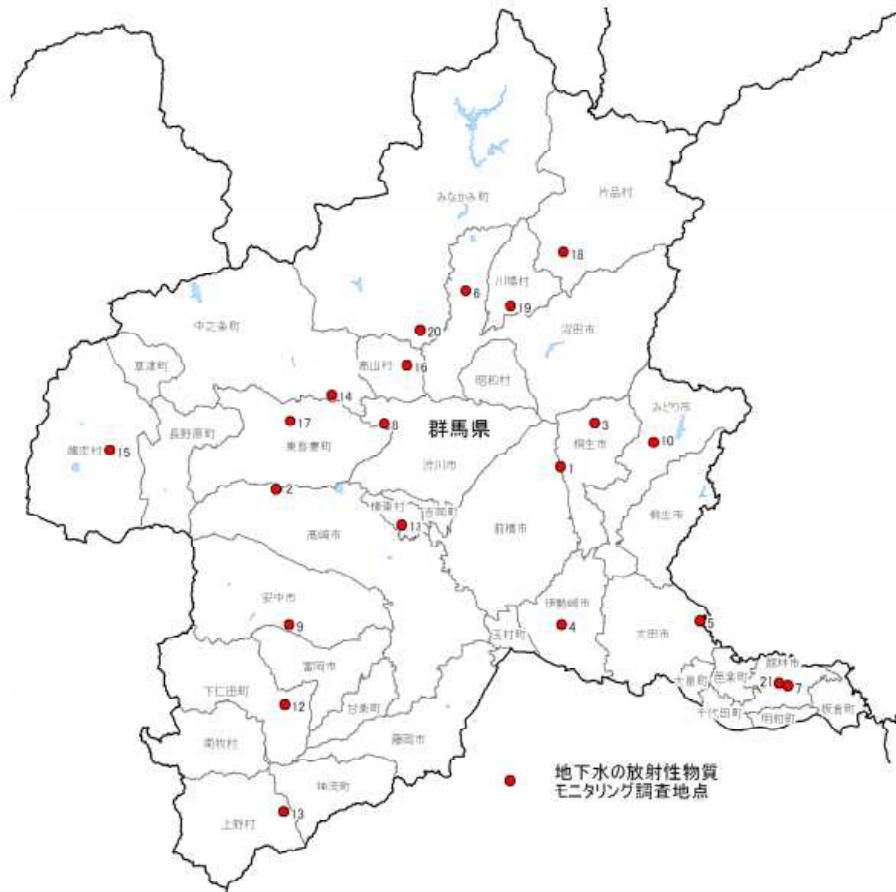 みなかみ町
片品村
18
6
川場村
19
中之条町
20
沼田市
草津町
高山村
16
昭和村
14
長野原町
17
東吾妻町
8
群馬県
3
桐生市
みどり市
10
嬬恋村
15
渋川市
1
2
榛東村
吉岡町
11
高崎市
前橋市
桐生市
安中市
9
伊勢崎市
4
玉村町
太田市
5
富岡市
下仁田町
12
甘楽町
大泉町
邑楽町
館林市
21
7
千代田町
明和町
板倉町
南牧村
藤岡市
神流町
上野村
13
地下水の放射性物質
モニタリング調査地点